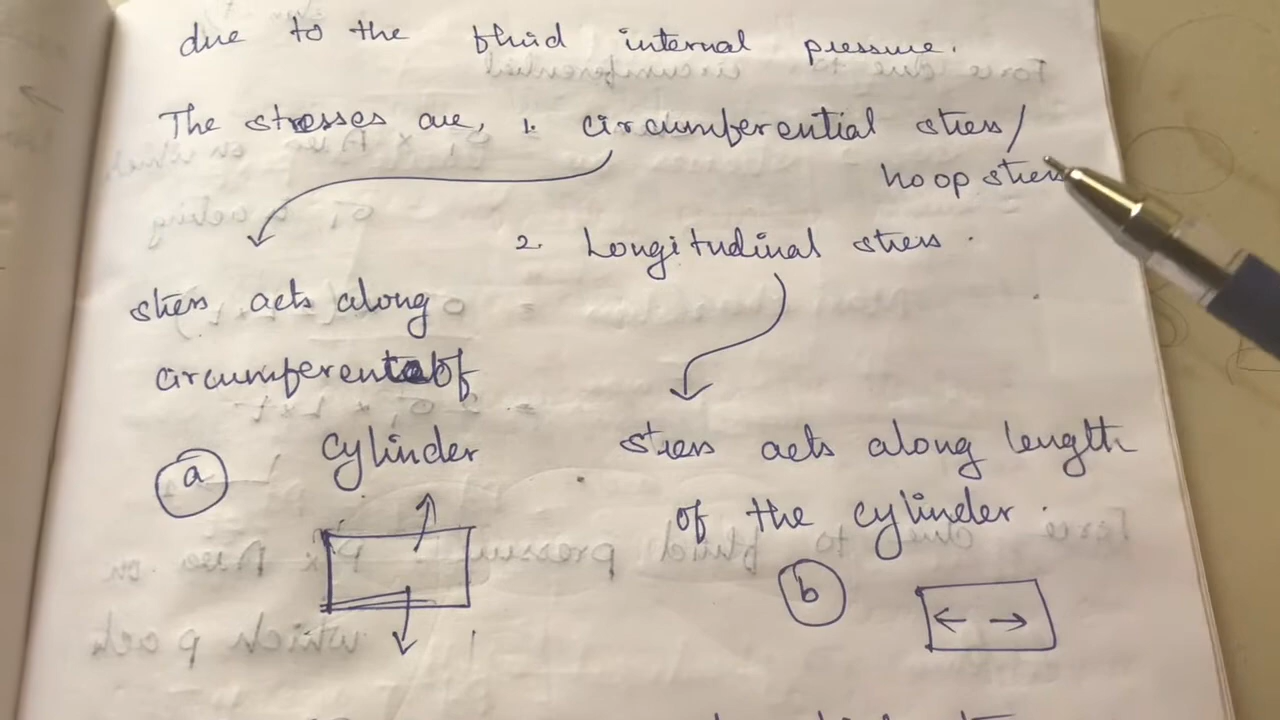 due to the fluid internal pressure.
The stresses are, 1. circumferential stress/
hoop stress
2. Longitudinal stress.
stress acts along
circumference of
cylinder
a
stress acts along length
of the cylinder.
b